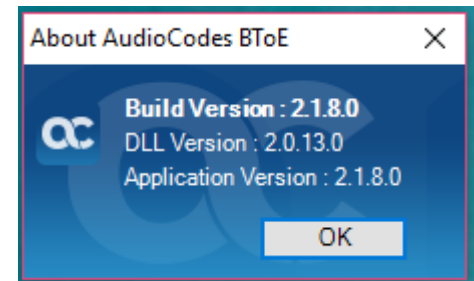 About AudioCodes BToE
Build Version : 2.1.8.0
DLL Version : 2.0.13.0
Application Version : 2.1.8.0
OK